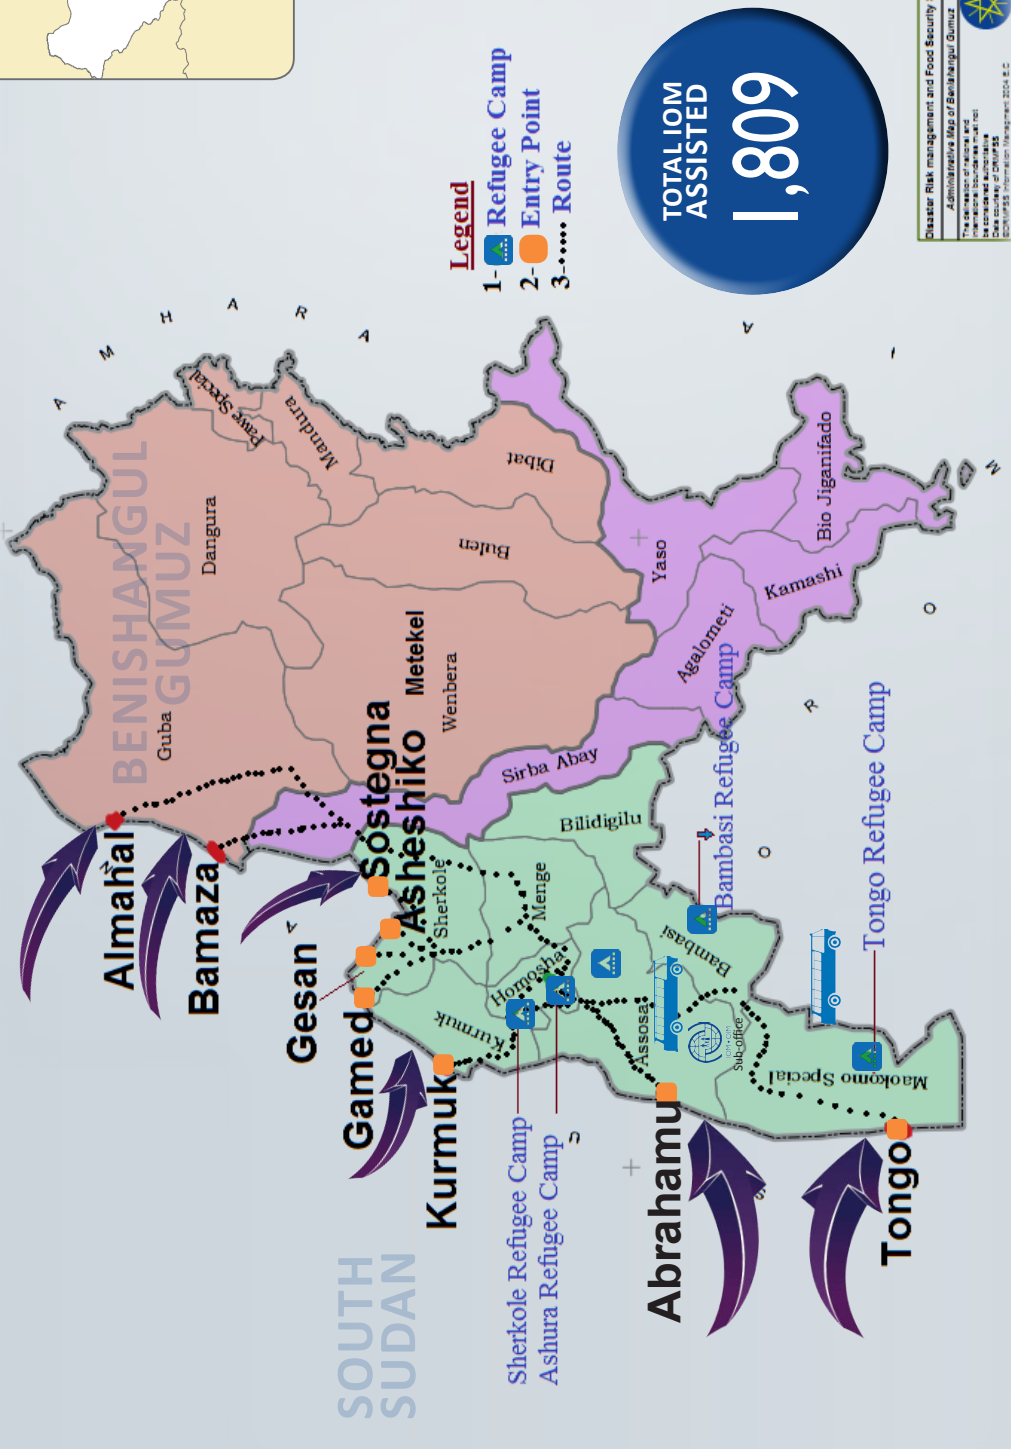 BENISHANGUL
GUMUZ
SOUTH
SUDAN
Legend
1- Refugee Camp
2- Entry Point
3- Route
TOTAL IOM
ASSISTED
1,809
Disaster Risk management and Food Security
Administrative Map of Benishangul Gumuz
A
M
H
A
R
A
Almahal
Bamaza
Gesan
Gamed
Kurmuk
Sostegna
Asheshiko
Abrahamu
Tongo
Guba
Dangura
Pawe Special
Mandura
Dibat
Bulen
Metekel
Wenbera
Sirba Abay
Yaso
Agalometi
Kamashi
Bio Jiganifado
Bilidigilu
Sherkole
Menge
Homosha
Kurmuk
Assosa
Bambasi
Maokomo Special
Sub-office
Sherkole Refugee Camp
Ashura Refugee Camp
Bambasi Refugee Camp
Tongo Refugee Camp
O
R
O
M
I
A